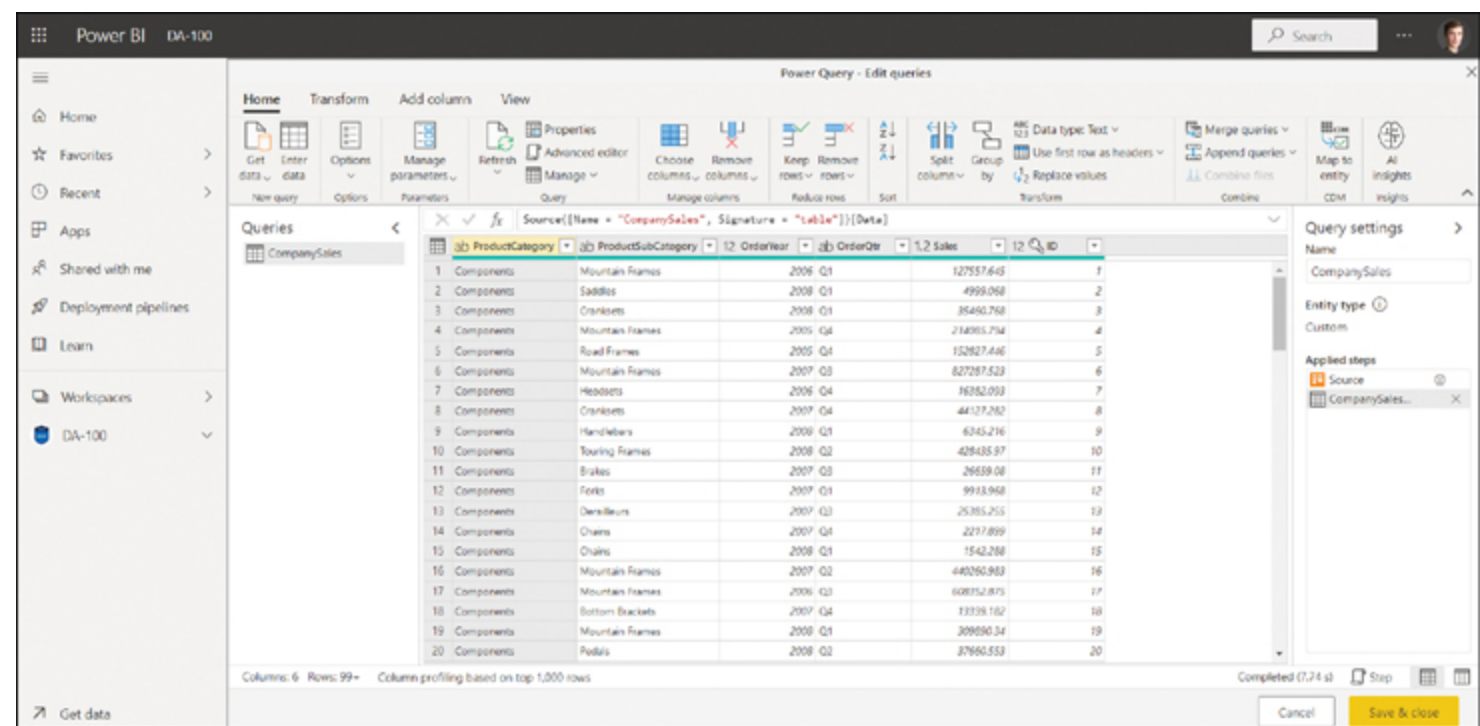 Power BI DA-100 Search
Power Query - Edit queries
Home Transform Add column View
Home
Favorites
Recent
Apps
Shared with me
Deployment pipelines
Learn
Workspaces
DA-100
Get data
Get data Enter data Options Manage parameters Refresh Properties Advanced editor Manage Choose columns Remove columns Keep rows Remove rows Split column Group by Data type: Text Use first row as headers Replace values Merge queries Append queries Combine files Map to entity AI insights
New query Options Parameters Query Manage columns Reduce rows Sort Transform Combine CDM Insights
Queries
CompanySales
fx Source{[Name = "CompanySales", Signature = "table"]}[Data]
ProductCategory ProductSubCategory 12 OrderYear OrderQtr 1.2 Sales 12 ID
1 Components Mountain Frames 2006 Q1 127557.645 1
2 Components Saddles 2008 Q1 4999.068 2
3 Components Cranksets 2008 Q1 35460.768 3
4 Components Mountain Frames 2005 Q4 4
5 Components Road Frames 2005 Q4 152827.446 5
6 Components Mountain Frames 2007 Q3 827287.523 6
7 Components Headsets 2006 Q4 16352.093 7
8 Components Cranksets 2007 Q4 44127.282 8
9 Components Handlebars 2008 Q1 6345.216 9
10 Components Touring Frames 2008 Q2 428435.97 10
11 Components Brakes 2007 Q3 26659.08 11
12 Components Forks 2007 Q1 9913.968 12
13 Components Derailleurs 2007 Q3 13
14 Components Chains 2007 Q4 2217.899 14
15 Components Chains 2008 Q1 1542.288 15
16 Components Mountain Frames 2007 Q2 440260.983 16
17 Components Mountain Frames 2006 Q3 608352.875 17
18 Components Bottom Brackets 2007 Q4 18
19 Components Mountain Frames 2008 Q1 19
20 Components Pedals 2008 Q2 37660.553 20
Columns: 6 Rows: 99+ Column profiling based on top 1,000 rows
Completed (7.74 s) Step
Query settings
Name
CompanySales
Entity type
Custom
Applied steps
Source
CompanySales...
Cancel Save & close